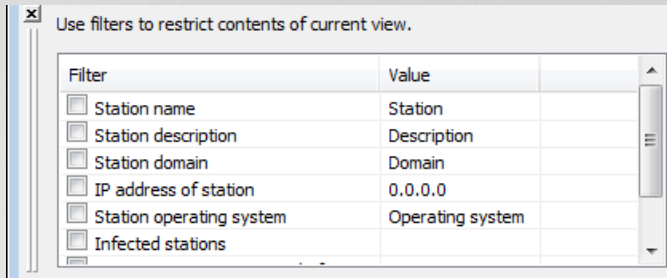 Use filters to restrict contents of current view.
Filter Value
Station name Station
Station description Description
Station domain Domain
IP address of station 0.0.0.0
Station operating system Operating system
Infected stations